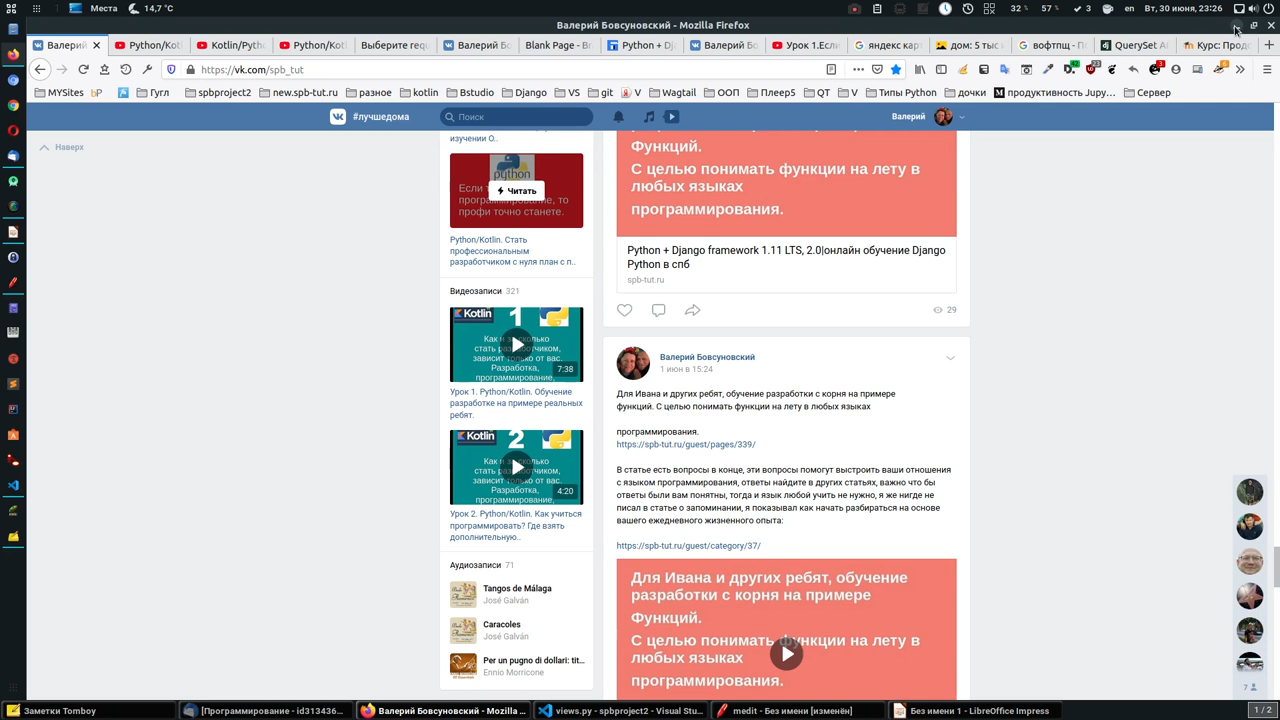 Места
14,7 °C
Валерий Бовсуновский - Mozilla Firefox
32 %
57 %
3
en
Вт, 30 июня, 23:26
Валерий
Python/Kot
Kotlin/Pyth
Python/Kot
Выберите requ
Валерий Бо
Blank Page - Br
Python + Dj
Валерий Бо
Урок 1.Если
яндекс кар
дом: 5 тыс
вофтпщ - П
QuerySet AP
Курс: Прод
https://vk.com/spb_tut
MYSites
bP
Гугл
spbproject2
new.spb-tut.ru
разное
kotlin
Bstudio
Django
VS
git
V
Wagtail
ООП
Плеер5
QT
V
Типы Python
дочки
продуктивность Jupy…
Сервер
#лучшедома
Поиск
Валерий
Наверх
изучении О..
python
Читать
профи точно станете.
Python/Kotlin. Стать
профессиональным
разработчиком с нуля план с п..
Видеозаписи 321
Kotlin
1
7:38
Урок 1. Python/Kotlin. Обучение
разработке на примере реальных
ребят.
Kotlin
2
4:20
Урок 2. Python/Kotlin. Как учиться
программировать? Где взять
дополнительную..
Аудиозаписи 71
Tangos de Málaga
José Galván
Caracoles
José Galván
Per un pugno di dollari: tit...
Ennio Morricone
Функций.
С целью понимать функции на лету в
любых языках
программирования.
Python + Django framework 1.11 LTS, 2.0|онлайн обучение Django
Python в спб
spb-tut.ru
29
Валерий Бовсуновский
1 июн в 15:24
Для Ивана и других ребят, обучение разработки с корня на примере
функций. С целью понимать функции на лету в любых языках
программирования.
https://spb-tut.ru/guest/pages/339/
В статье есть вопросы в конце, эти вопросы помогут выстроить ваши отношения
с языком программирования, ответы найдите в других статьях, важно что бы
ответы были вам понятны, тогда и язык любой учить не нужно, я же нигде не
писал в статье о запоминании, я показывал как начать разбираться на основе
вашего ежедневного жизненного опыта:
https://spb-tut.ru/guest/category/37/
Для Ивана и других ребят, обучение
разработки с корня на примере
Функций.
С целью понимать функции на лету в
любых языках
программирования.
7
Заметки Tomboy
[Программирование - id313436...
Валерий Бовсуновский - Mozilla ...
views.py - spbproject2 - Visual Stu...
medit - Без имени [изменён]
Без имени 1 - LibreOffice Impress
1 / 2